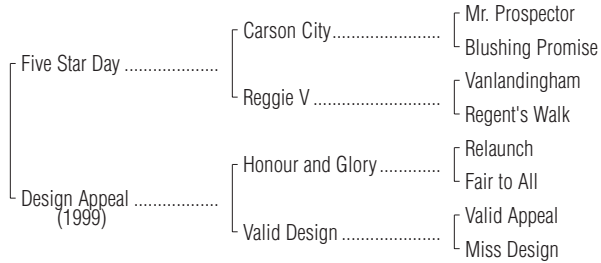 Mr. Prospector
Carson City
Blushing Promise
Five Star Day
Vanlandingham
Reggie V
Regent's Walk
Relaunch
Honour and Glory
Fair to All
Design Appeal
(1999)
Valid Appeal
Valid Design
Miss Design